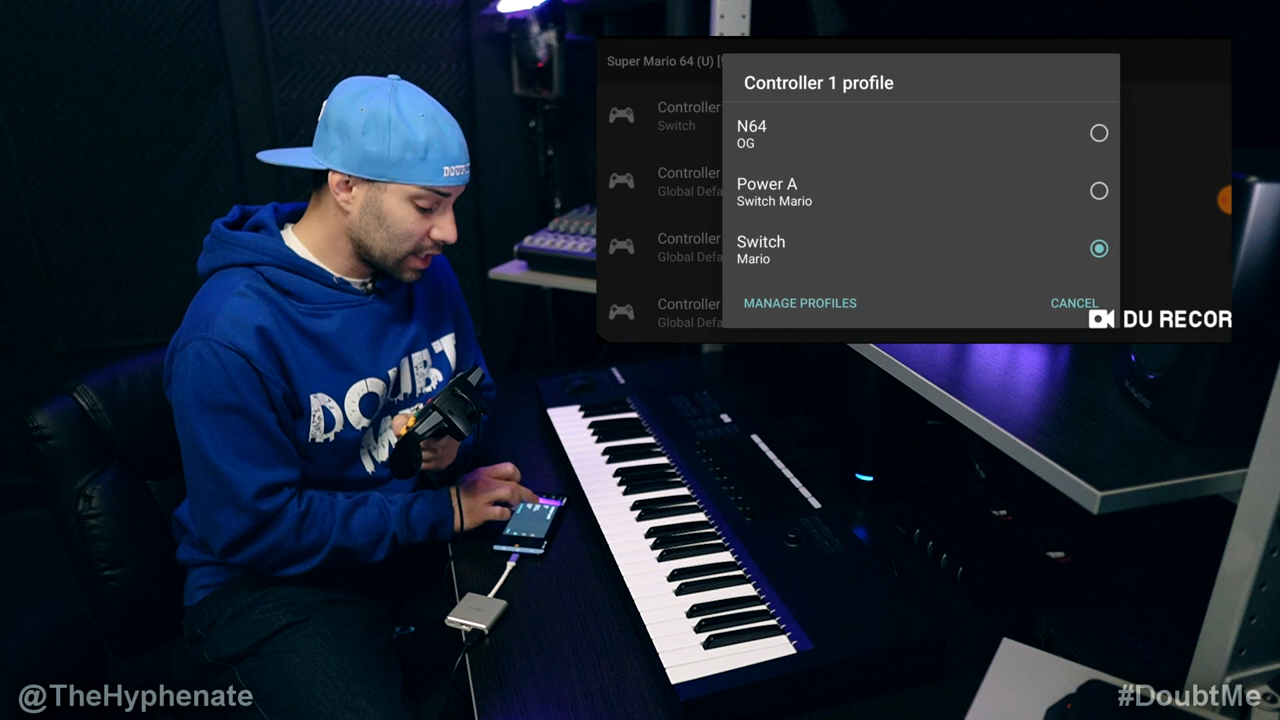 Super Mario 64 (U) [
Controller 1 profile
Controller
Switch
N64
OG
Controller
Global Defa
Power A
Switch Mario
Controller
Global Defa
Switch
Mario
Controller
Global Defa
MANAGE PROFILES
CANCEL
DU RECOR
DOUBT
@TheHyphenate
#DoubtMe